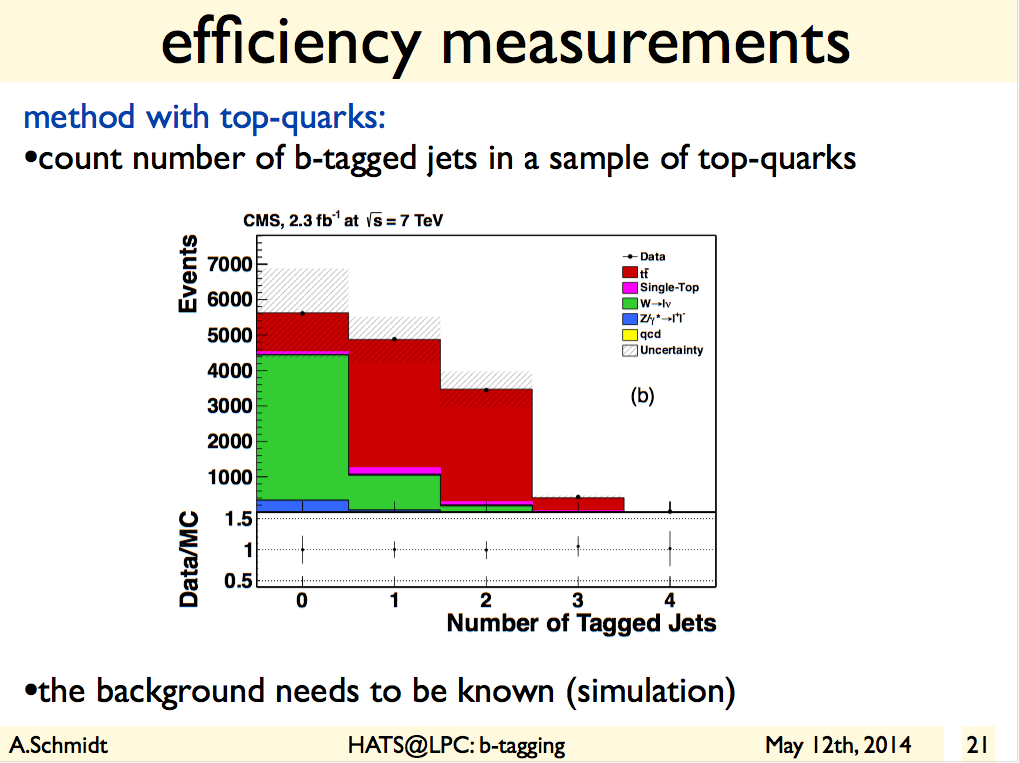 efficiency measurements
method with top-quarks:
•count number of b-tagged jets in a sample of top-quarks
CMS, 2.3 fb⁻¹ at √s = 7 TeV
Events
7000
6000
5000
4000
3000
2000
1000
Data
tt̄
Single-Top
W→lν
Z/γ*→l⁺l⁻
qcd
Uncertainty
(b)
Data/MC
1.5
1
0.5
0 1 2 3 4
Number of Tagged Jets
•the background needs to be known (simulation)
A.Schmidt HATS@LPC: b-tagging May 12th, 2014 21